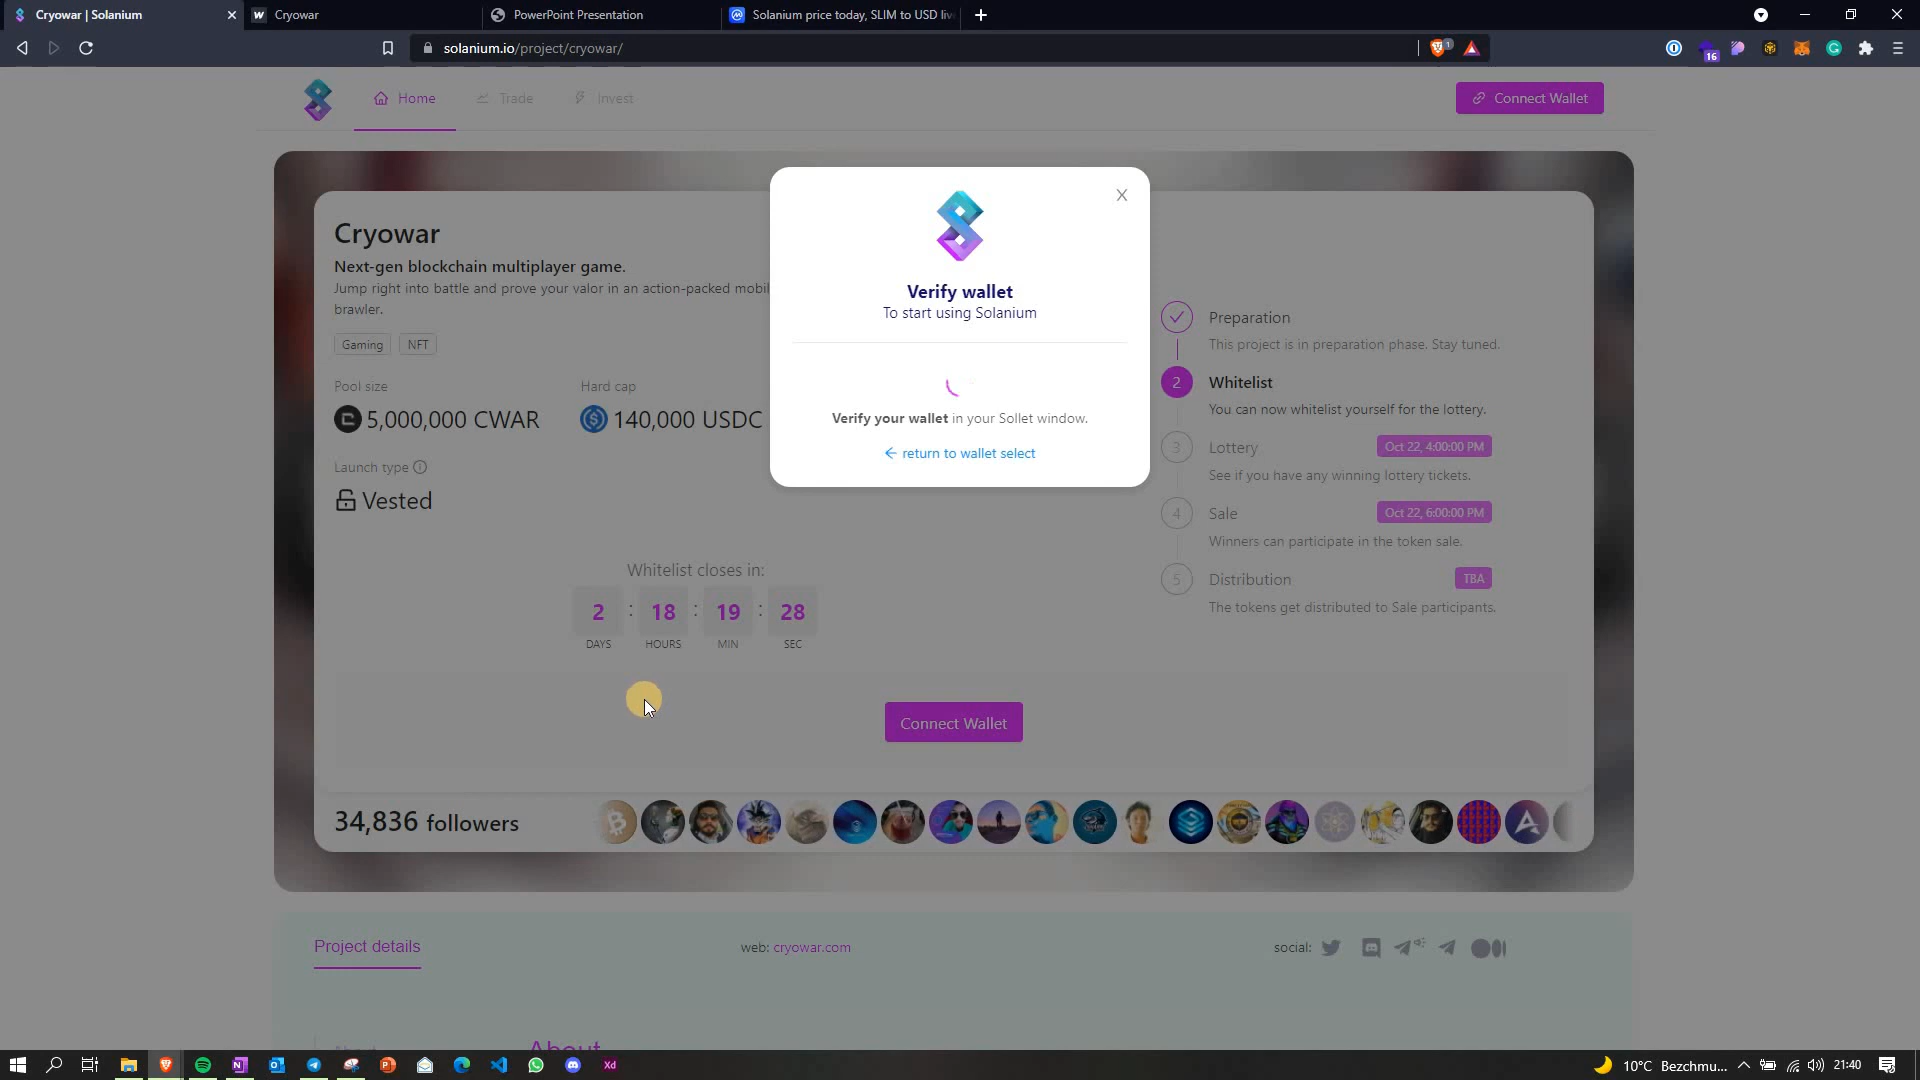 Cryowar | Solanium
Cryowar
PowerPoint Presentation
Solanium price today, SLIM to USD liv
solanium.io/project/cryowar/
1
16
Home
Trade
Invest
Connect Wallet
Cryowar
Next-gen blockchain multiplayer game.
Jump right into battle and prove your valor in an action-packed mobil
brawler.
Gaming
NFT
Pool size
Hard cap
5,000,000 CWAR
140,000 USDC
Launch type
Vested
Whitelist closes in:
2 : 18 : 19 : 28
DAYS HOURS MIN SEC
Connect Wallet
X
Verify wallet
To start using Solanium
Verify your wallet in your Sollet window.
← return to wallet select
Preparation
This project is in preparation phase. Stay tuned.
2
Whitelist
You can now whitelist yourself for the lottery.
3
Lottery
Oct 22, 4:00:00 PM
See if you have any winning lottery tickets.
4
Sale
Oct 22, 6:00:00 PM
Winners can participate in the token sale.
5
Distribution
TBA
The tokens get distributed to Sale participants.
34,836 followers
Project details
web: cryowar.com
social:
About
About
10°C Bezchmu...
21:40